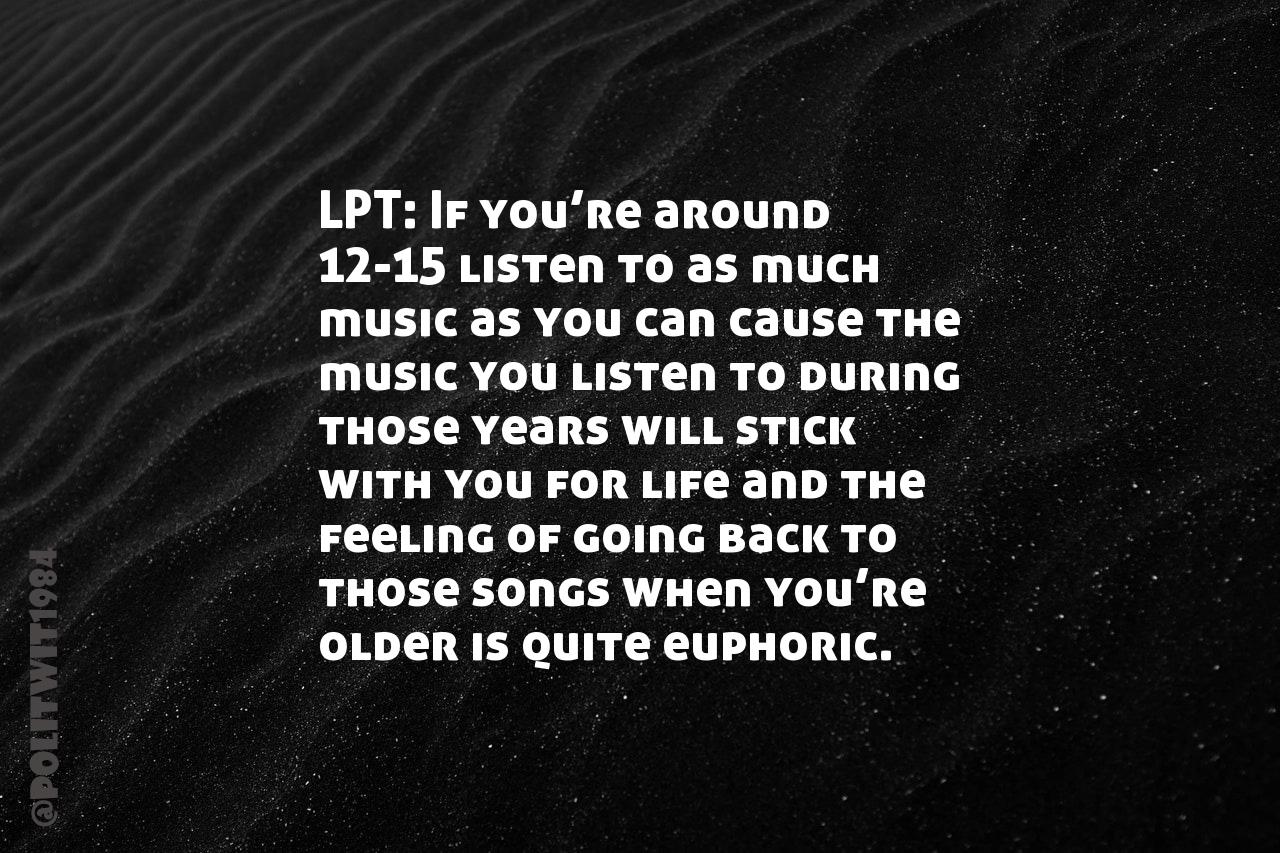 LPT: If you’re around
12-15 listen to as much
music as you can cause the
music you listen to during
those years will stick
with you for life and the
feeling of going back to
those songs when you’re
older is quite euphoric.
@politwit1984